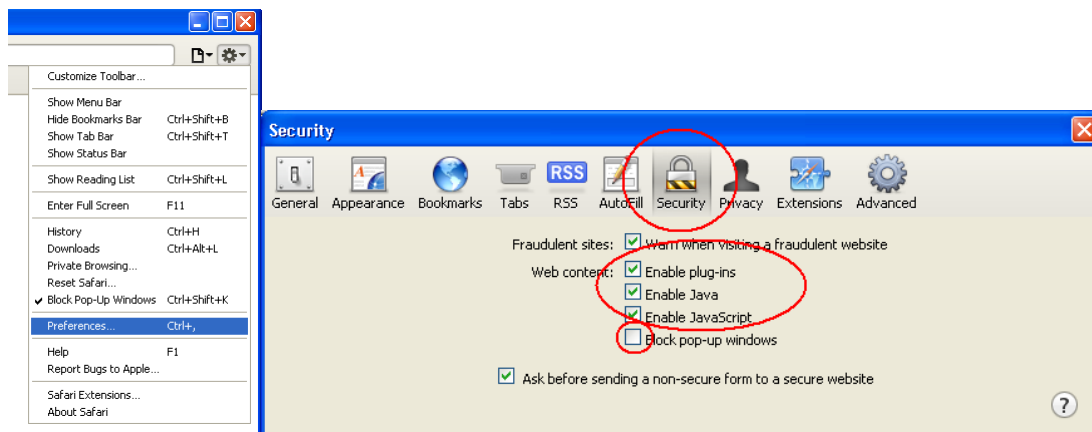 Customize Toolbar...
Show Menu Bar
Hide Bookmarks Bar Ctrl+Shift+B
Show Tab Bar Ctrl+Shift+T
Show Status Bar
Show Reading List Ctrl+Shift+L
Enter Full Screen F11
History Ctrl+H
Downloads Ctrl+Alt+L
Private Browsing...
Reset Safari...
Block Pop-Up Windows Ctrl+Shift+K
Preferences... Ctrl+,
Help F1
Report Bugs to Apple...
Safari Extensions...
About Safari
Security
RSS
General Appearance Bookmarks Tabs RSS AutoFill Security Privacy Extensions Advanced
Fraudulent sites: Warn when visiting a fraudulent website
Web content: Enable plug-ins
Enable Java
Enable JavaScript
Block pop-up windows
Ask before sending a non-secure form to a secure website
?